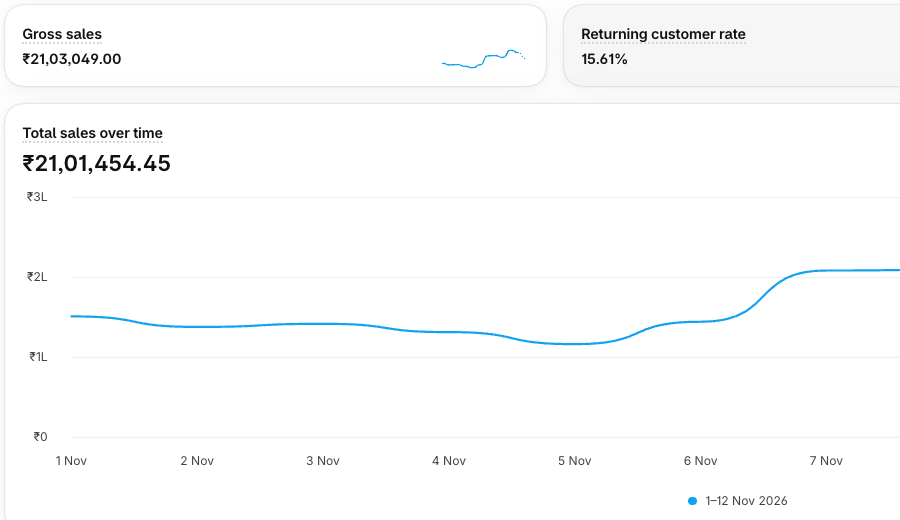 Gross sales
₹21,03,049.00
Returning customer rate
15.61%
Total sales over time
₹21,01,454.45
₹3L
₹2L
₹1L
₹0
1 Nov 2 Nov 3 Nov 4 Nov 5 Nov 6 Nov 7 Nov
1–12 Nov 2026